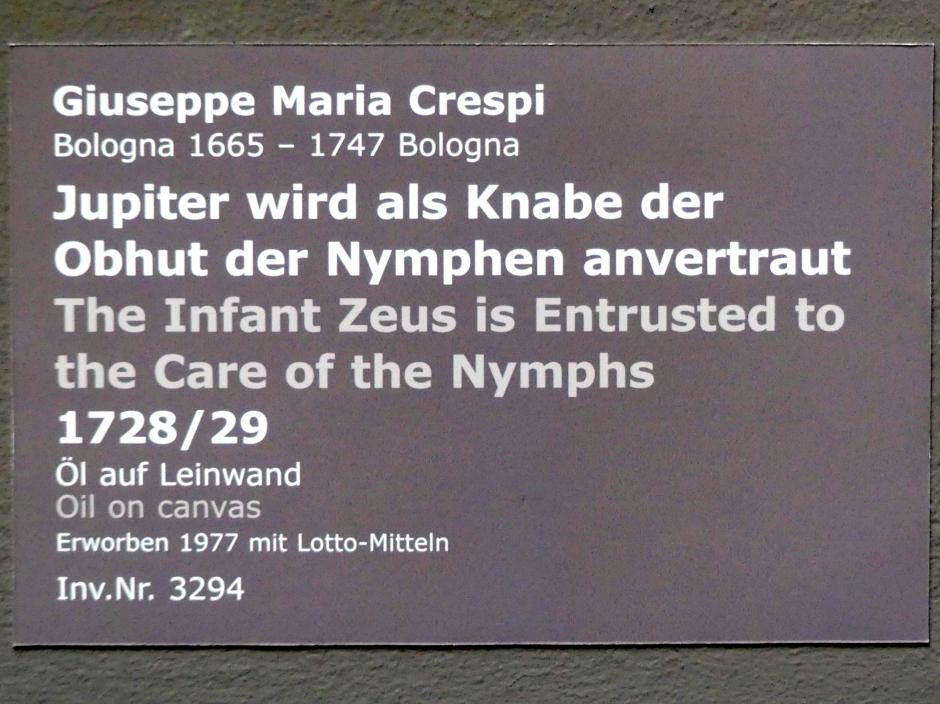 Giuseppe Maria Crespi
Bologna 1665 – 1747 Bologna
Jupiter wird als Knabe der
Obhut der Nymphen anvertraut
The Infant Zeus is Entrusted to
the Care of the Nymphs
1728/29
Öl auf Leinwand
Oil on canvas
Erworben 1977 mit Lotto-Mitteln
Inv.Nr. 3294